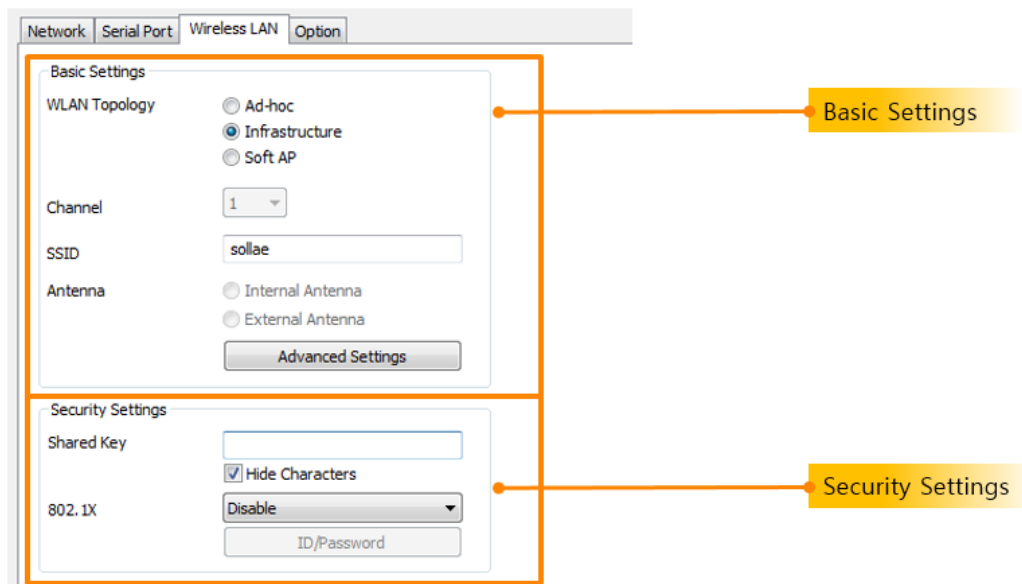 Network Serial Port Wireless LAN Option
Basic Settings
WLAN Topology
Ad-hoc
Infrastructure
Soft AP
Channel
1
SSID
sollae
Antenna
Internal Antenna
External Antenna
Advanced Settings
Security Settings
Shared Key
Hide Characters
802.1X
Disable
ID/Password
Basic Settings
Security Settings